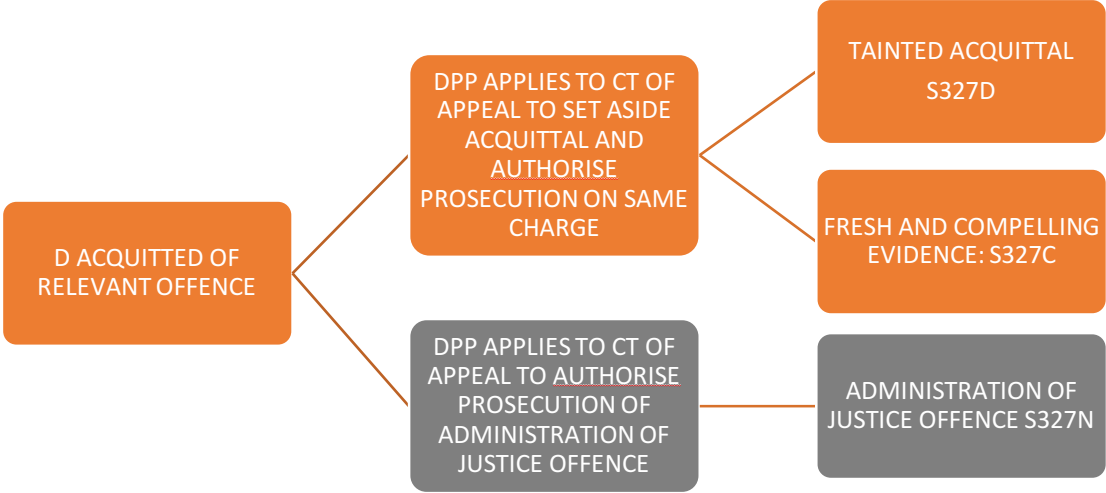 D ACQUITTED OF
RELEVANT OFFENCE
DPP APPLIES TO CT OF
APPEAL TO SET ASIDE
ACQUITTAL AND
AUTHORISE
PROSECUTION ON SAME
CHARGE
TAINTED ACQUITTAL
S327D
FRESH AND COMPELLING
EVIDENCE: S327C
DPP APPLIES TO CT OF
APPEAL TO AUTHORISE
PROSECUTION OF
ADMINISTRATION OF
JUSTICE OFFENCE
ADMINISTRATION OF
JUSTICE OFFENCE S327N